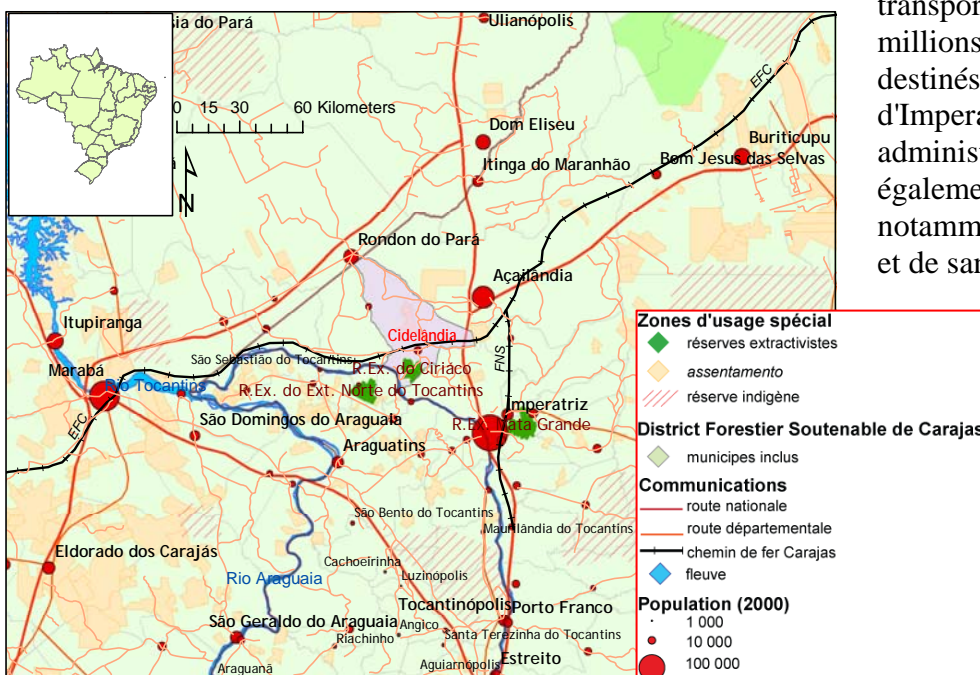 sia do Pará
Ulianópolis
0 15 30 60 Kilometers
N
EFC
Dom Eliseu
Itinga do Maranhão
Buriticupu
Bom Jesus das Selvas
Rondon do Pará
Açailândia
Itupiranga
Cidelândia
São Sebastião do Tocantins
FNS
Marabá
Rio Tocantins
R.Ex. do Ciriáco
R.Ex. do Ext. Norte do Tocantins
Imperatriz
São Domingos do Araguaia
R.Ex. Mata Grande
EFC
Araguatins
São Bento do Tocantins
Maurilândia do Tocantins
Eldorado dos Carajás
Cachoeirinha
Luzinópolis
Rio Araguaia
Tocantinópolis
Porto Franco
São Geraldo do Araguaia
Angico
Riachinho
Santa Terezinha do Tocantins
Aguiarnópolis
Estreito
Araguanã
transpor
millions
destinés
d'Impera
administ
égaleme
notamm
et de san
Zones d'usage spécial
réserves extractivistes
assentamento
réserve indigène
District Forestier Soutenable de Carajas
municipes inclus
Communications
route nationale
route départementale
chemin de fer Carajas
fleuve
Population (2000)
1 000
10 000
100 000